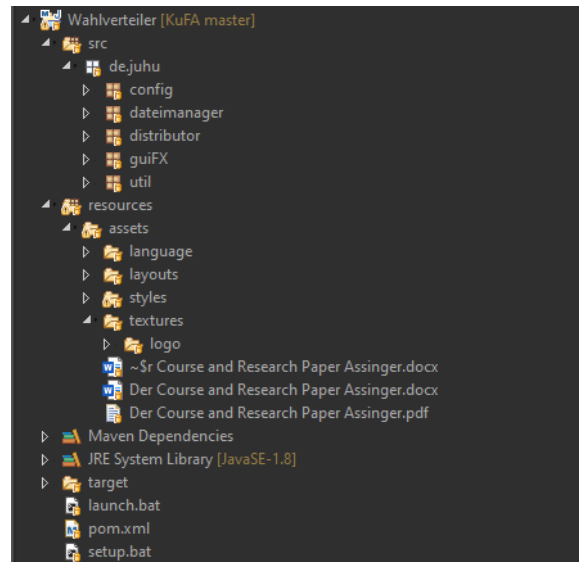 Wahlverteiler [KuFA master]
src
de.juhu
config
dateimanager
distributor
guiFX
util
resources
assets
language
layouts
styles
textures
logo
~$r Course and Research Paper Assinger.docx
Der Course and Research Paper Assinger.docx
Der Course and Research Paper Assinger.pdf
Maven Dependencies
JRE System Library [JavaSE-1.8]
target
launch.bat
pom.xml
setup.bat